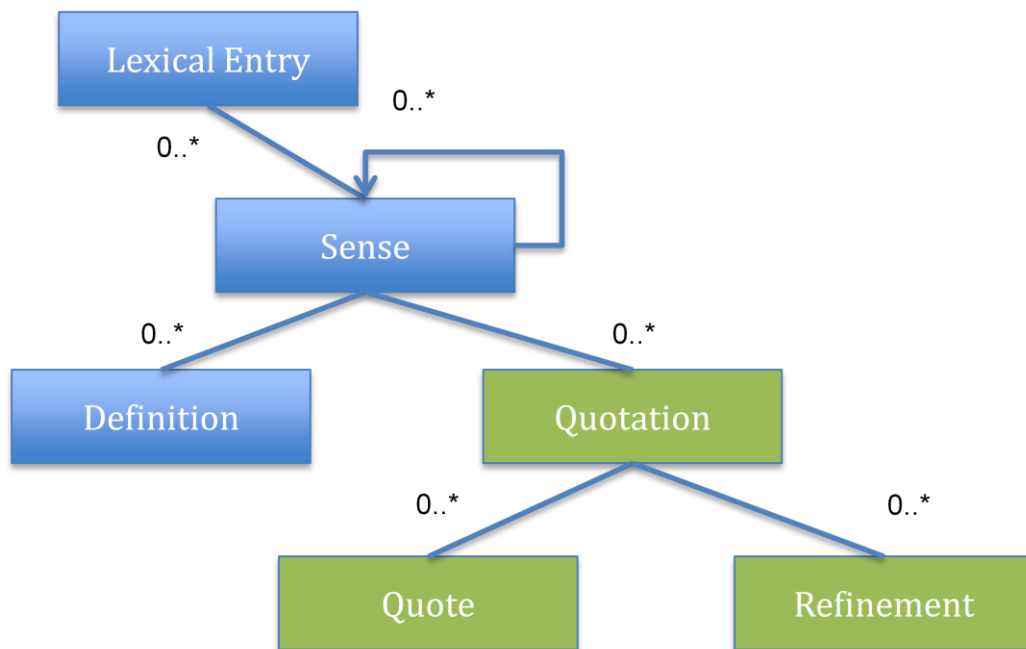 Lexical Entry
0..*
0..*
Sense
0..*
0..*
Definition
Quotation
0..*
0..*
Quote
Refinement